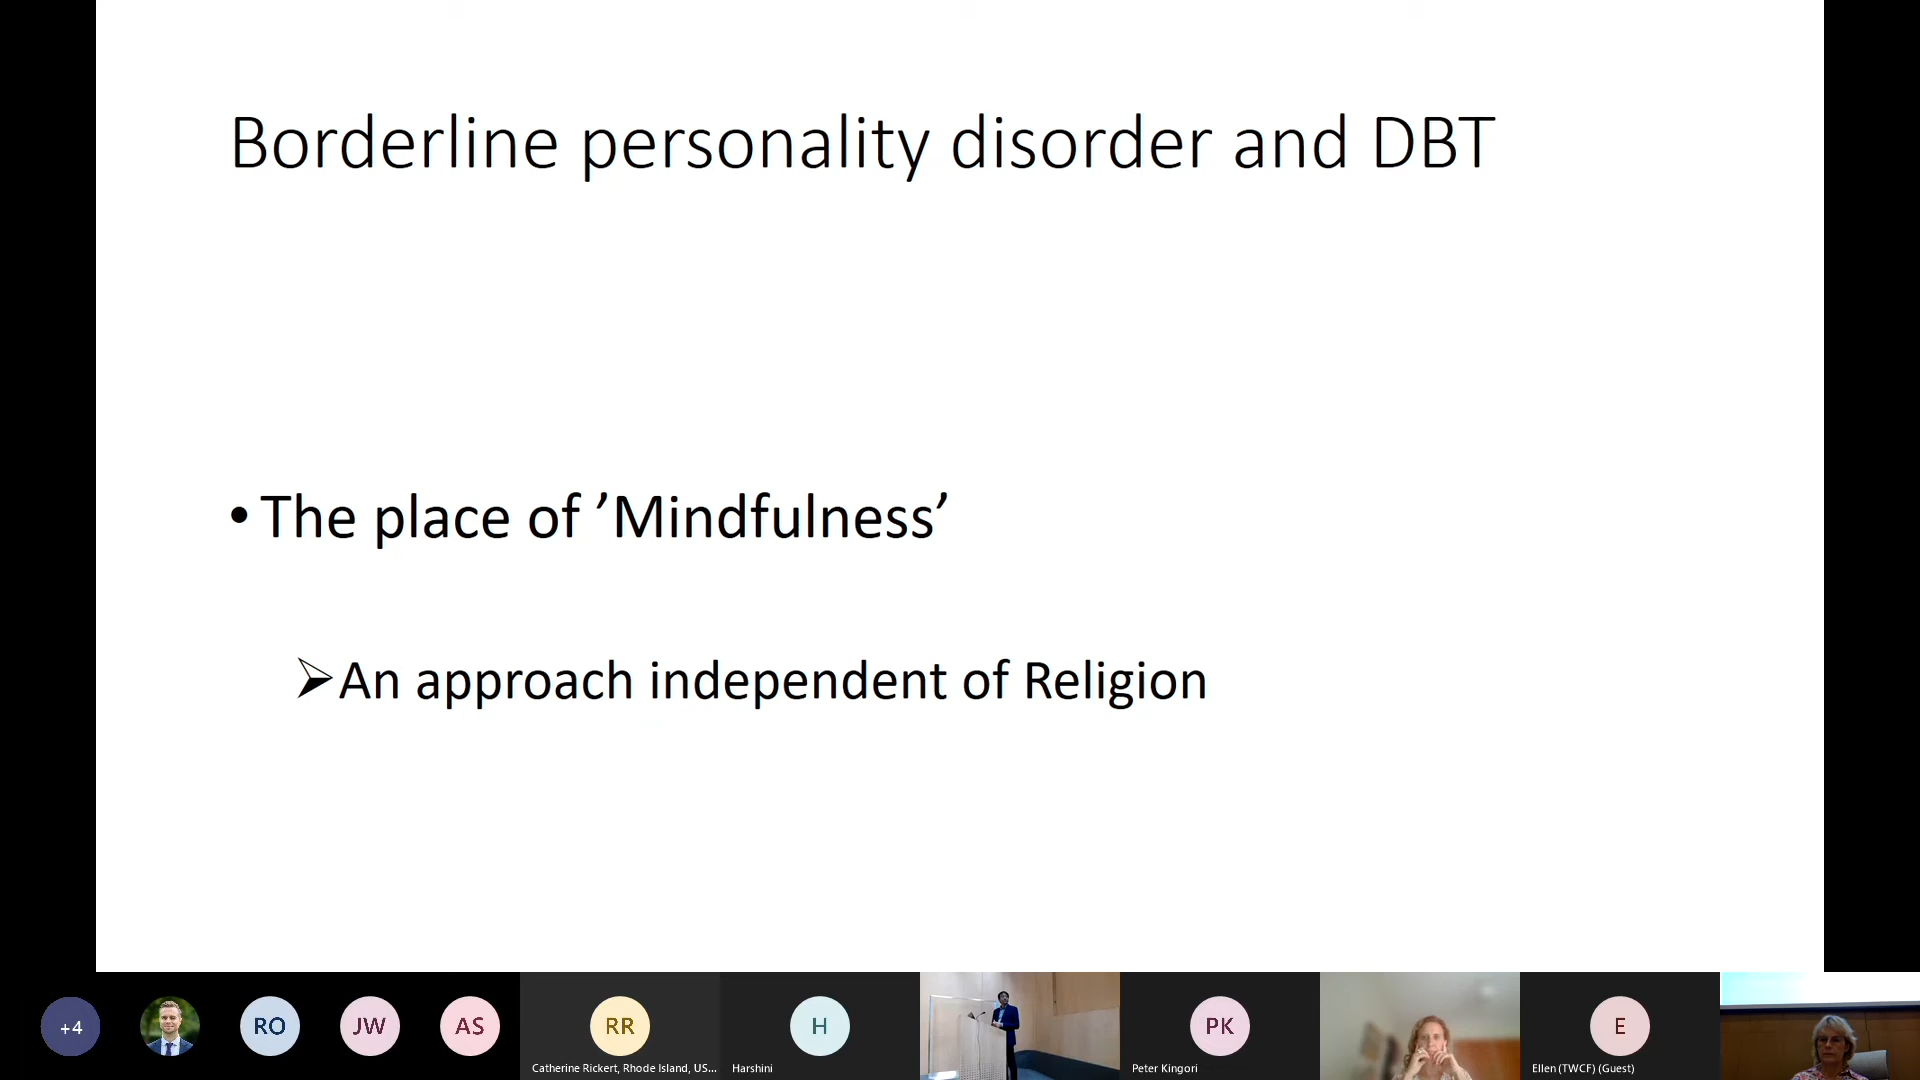 Borderline personality disorder and DBT
• The place of ’Mindfulness’
➢An approach independent of Religion
+4
RO
JW
AS
RR
H
PK
E
Catherine Rickert, Rhode Island, US...
Harshini
Peter Kingori
Ellen (TWCF) (Guest)